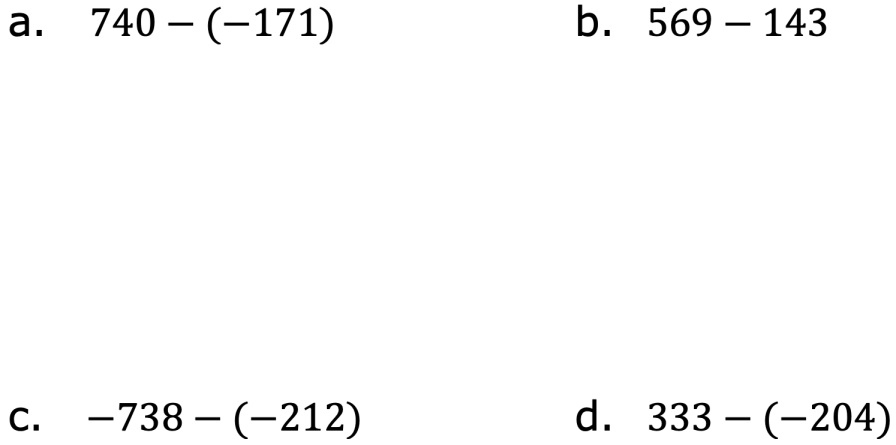 a. 740 − (−171)
b. 569 − 143
c. −738 − (−212)
d. 333 − (−204)